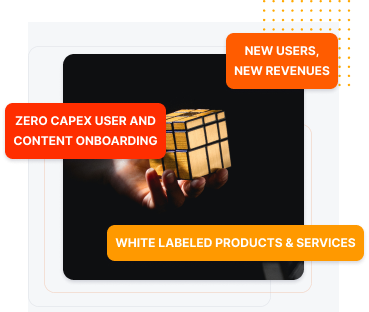 NEW USERS,
NEW REVENUES
ZERO CAPEX USER AND
CONTENT ONBOARDING
WHITE LABELED PRODUCTS & SERVICES